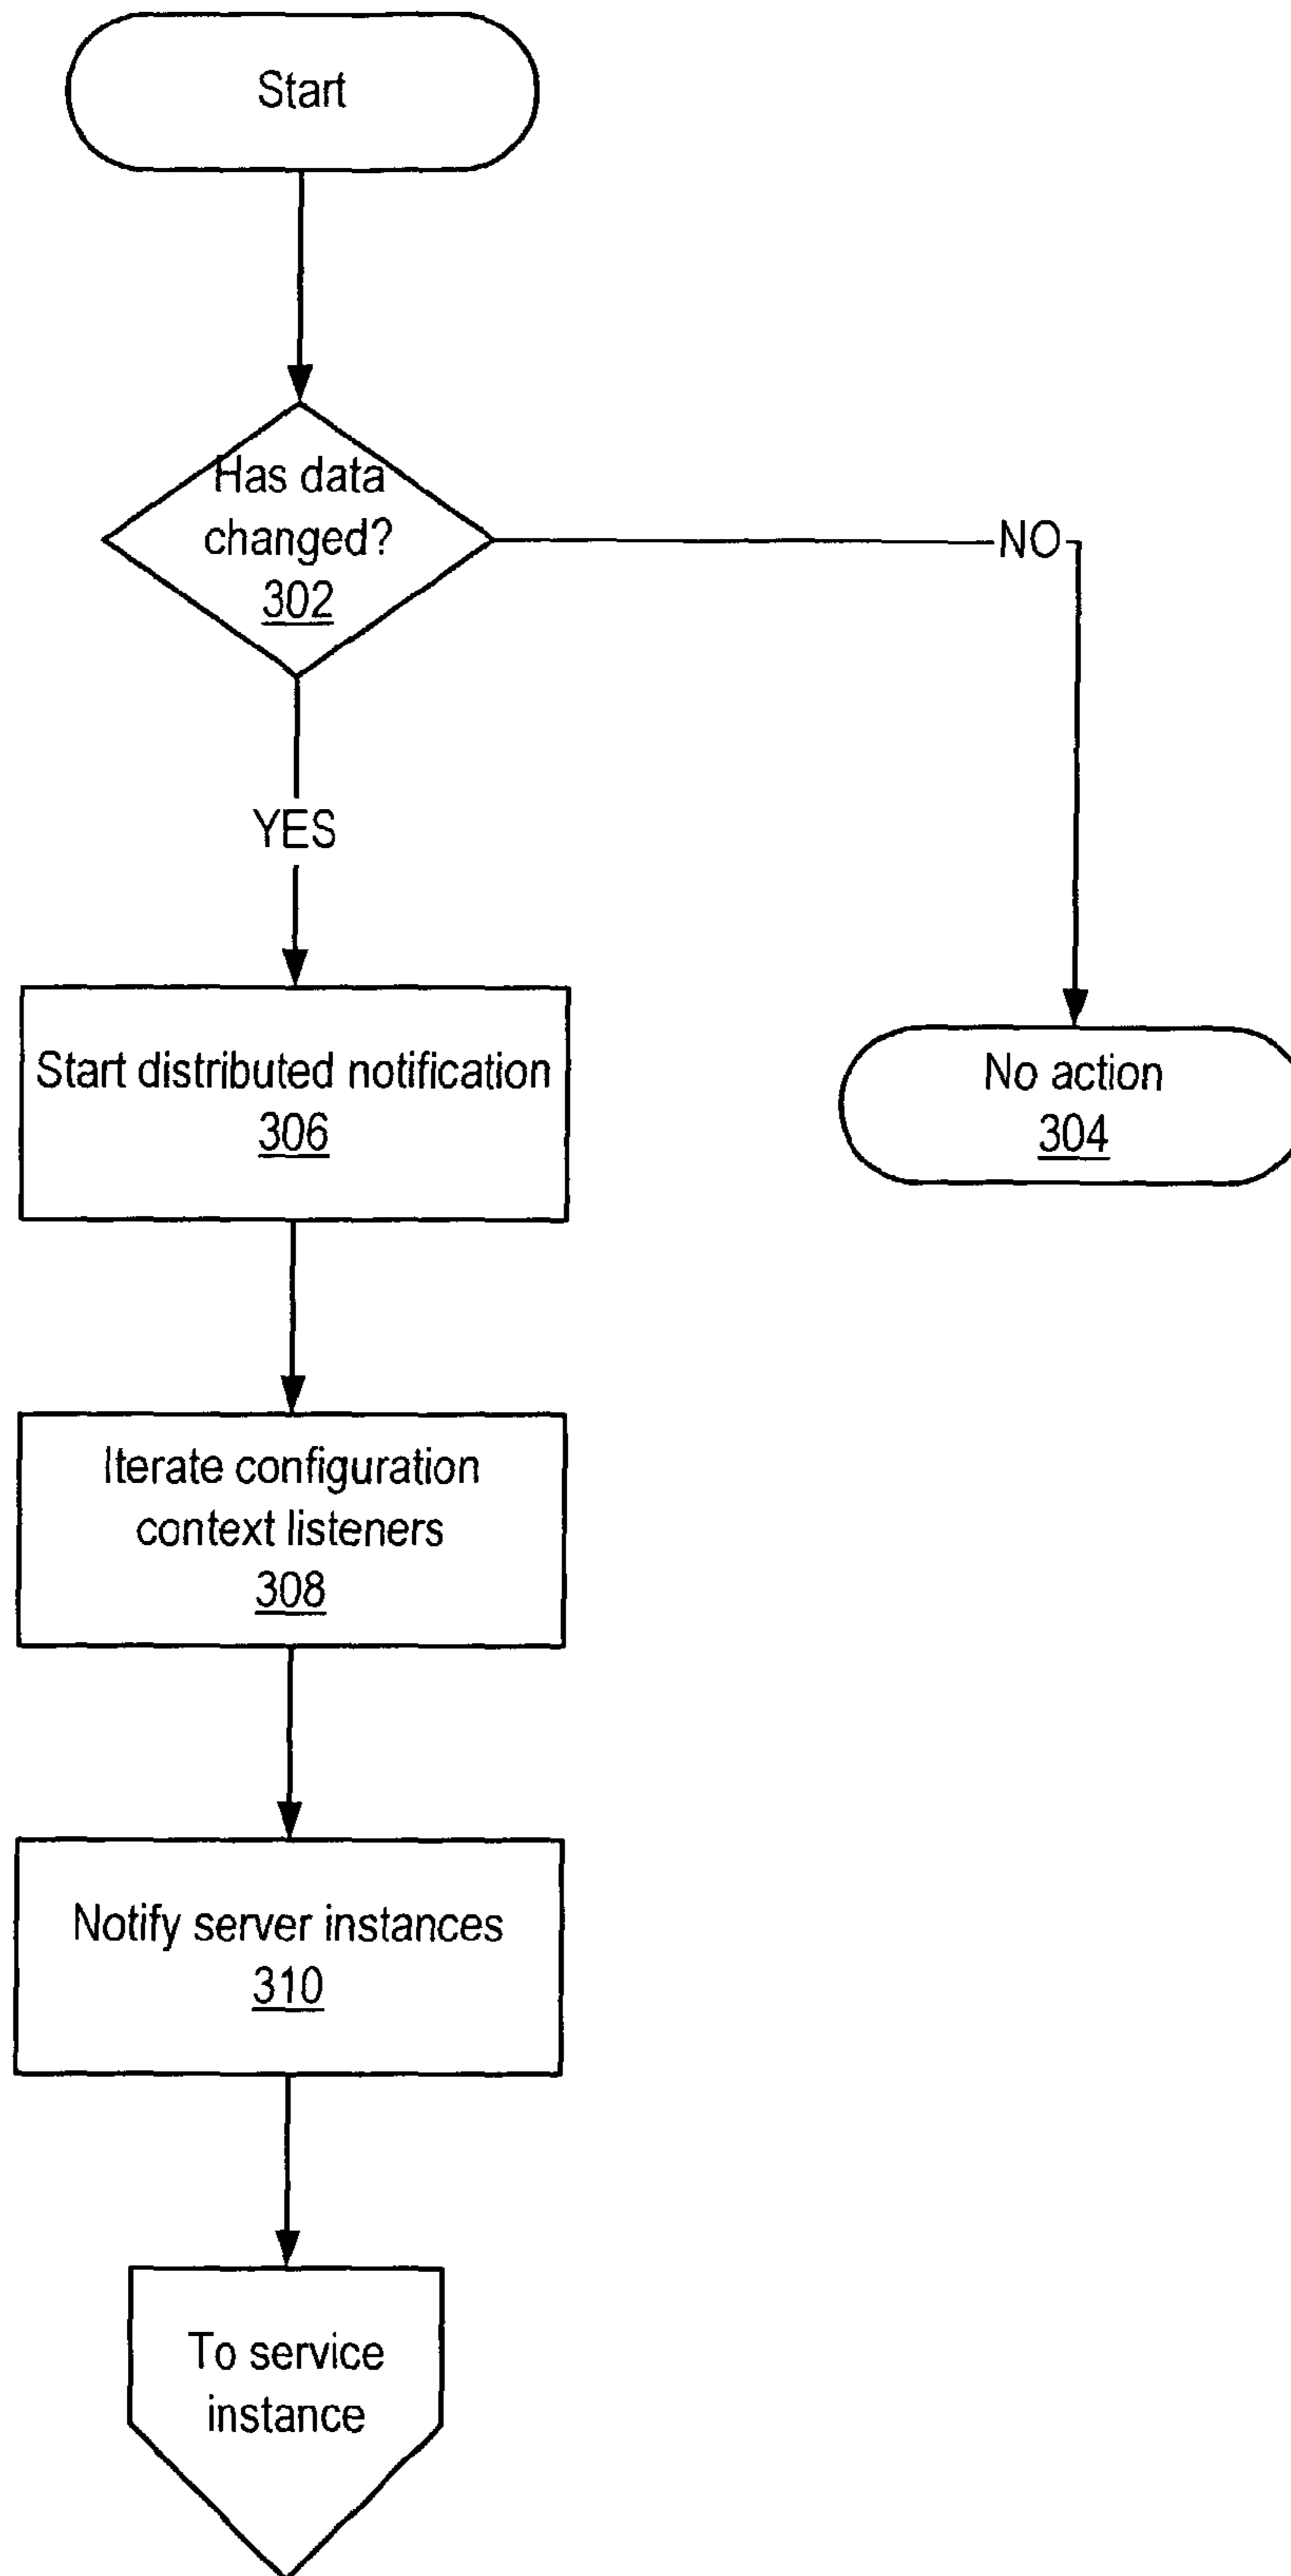 Start
Has data
changed?
302
NO
YES
Start distributed notification
306
No action
304
Iterate configuration
context listeners
308
Notify server instances
310
To service
instance